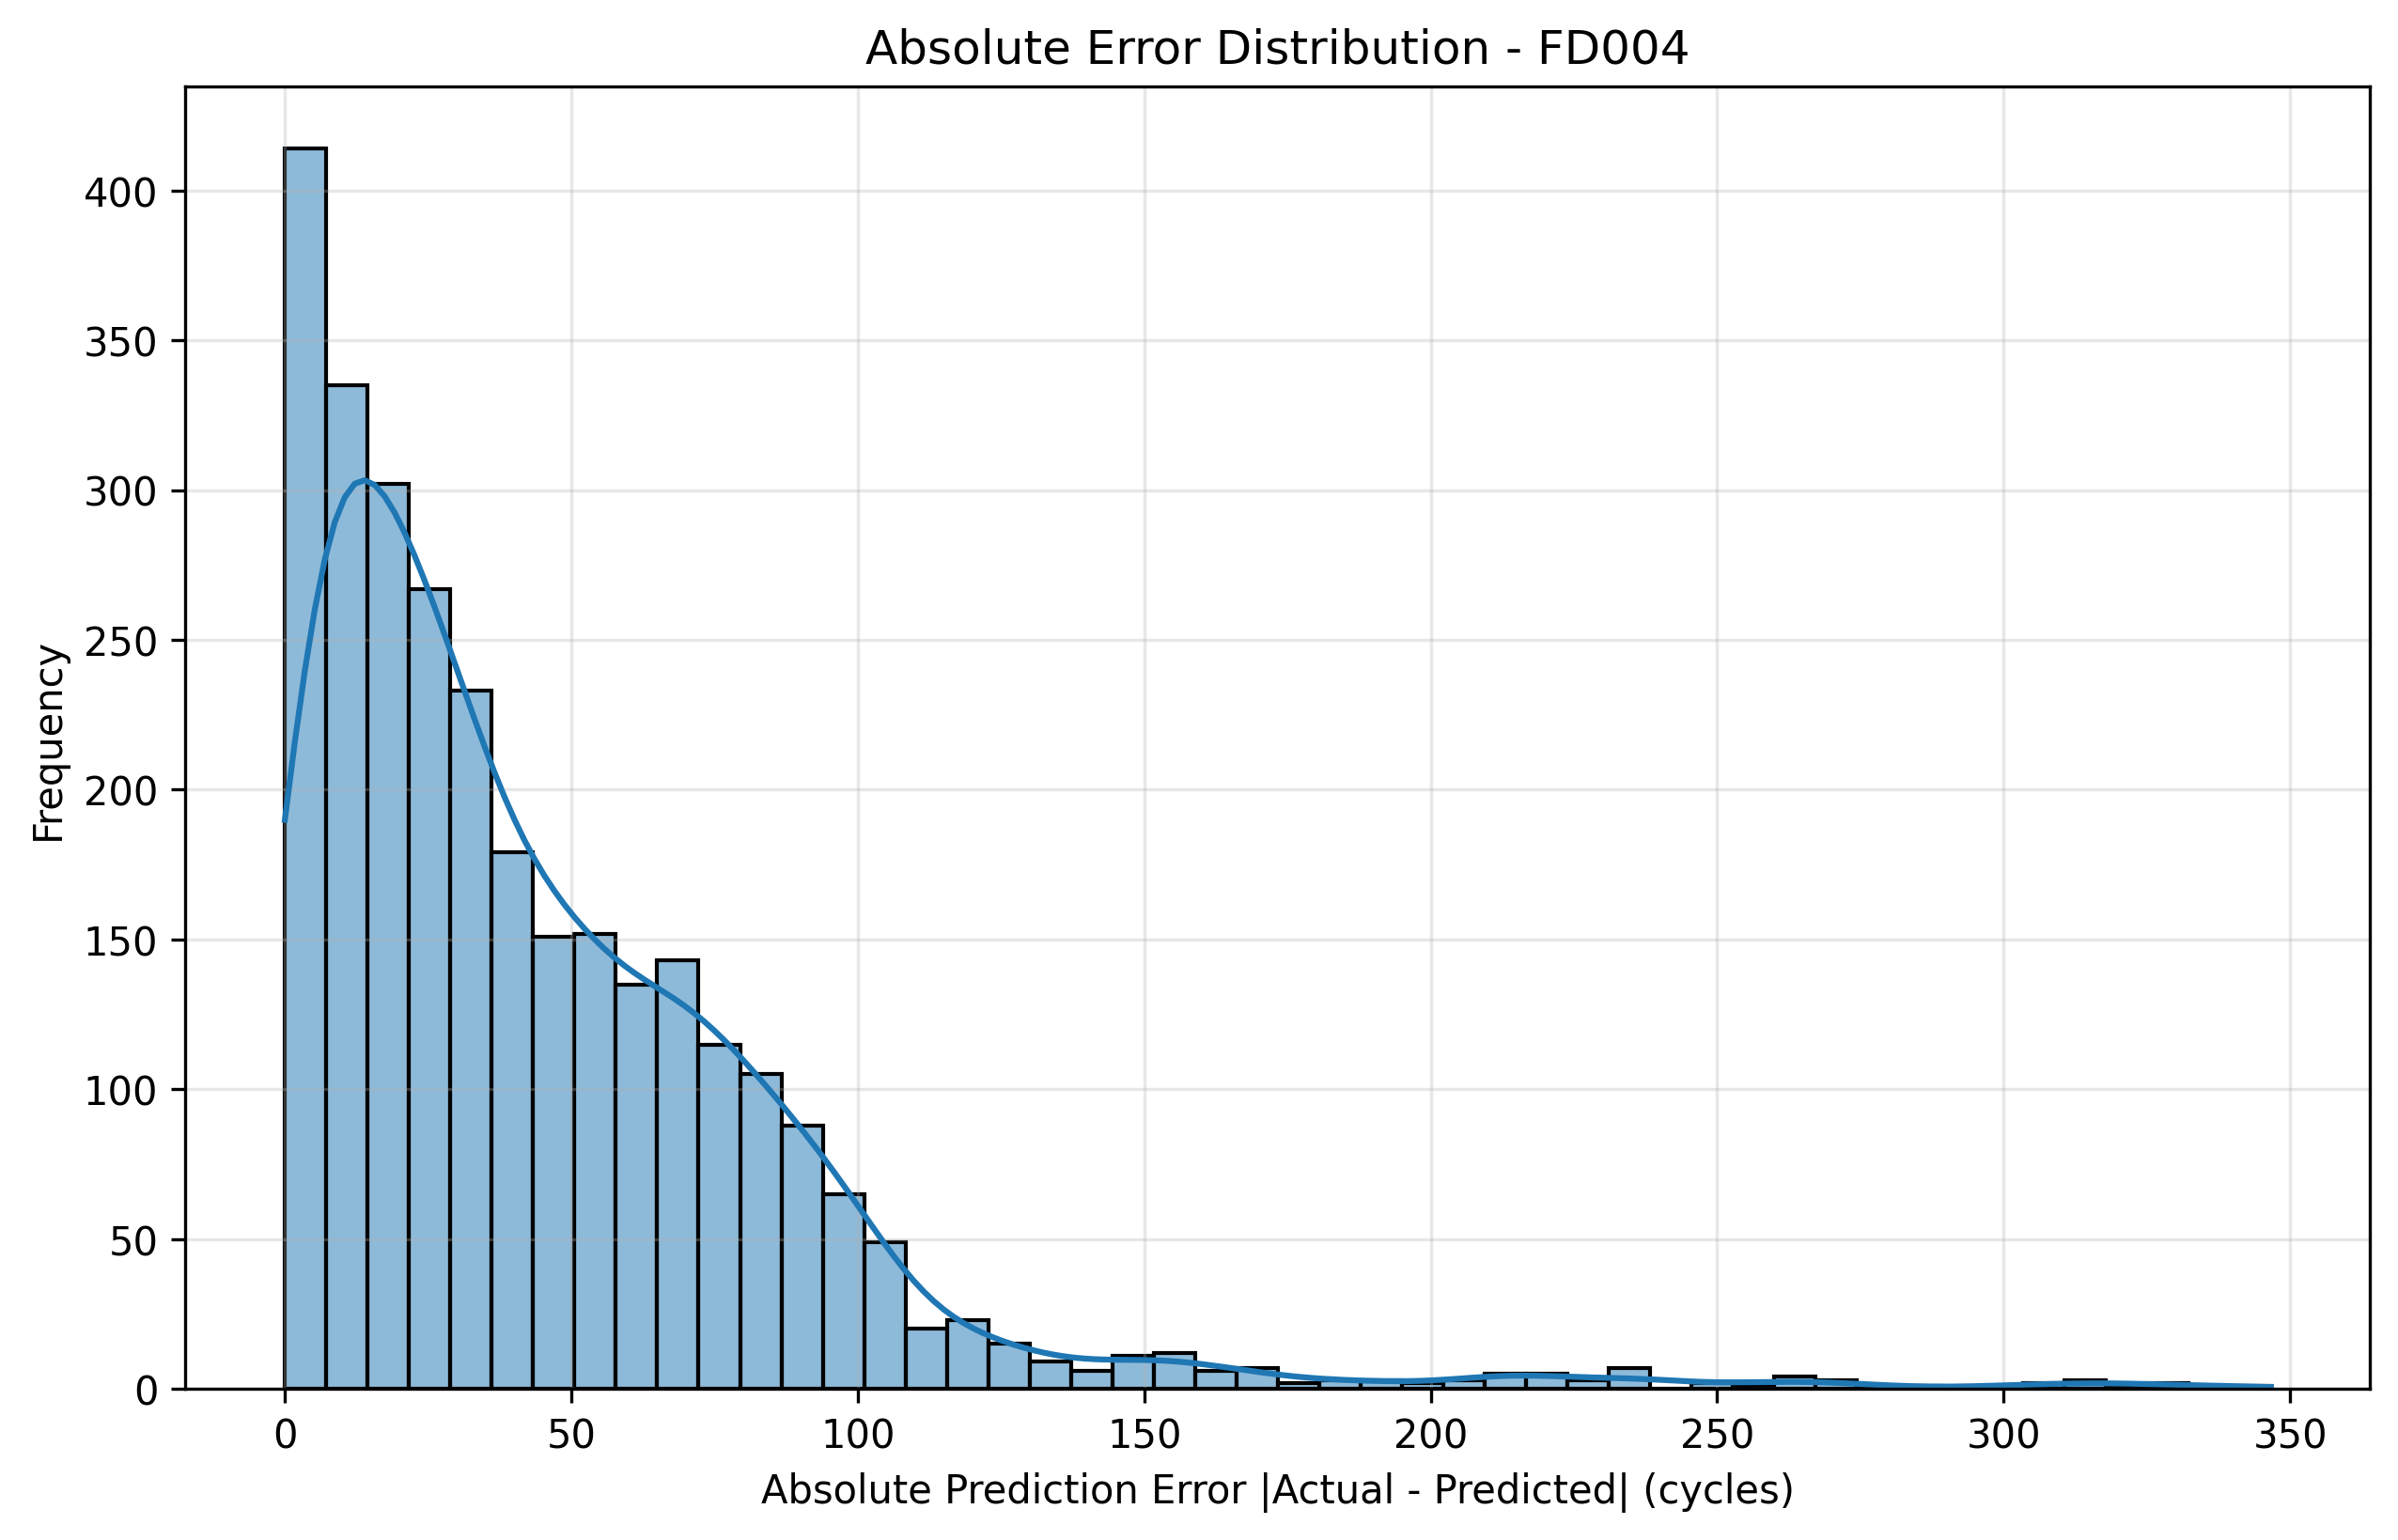 Absolute Error Distribution - FD004
Frequency
400
350
300
250
200
150
100
50
0
0 50 100 150 200 250 300 350
Absolute Prediction Error |Actual - Predicted| (cycles)